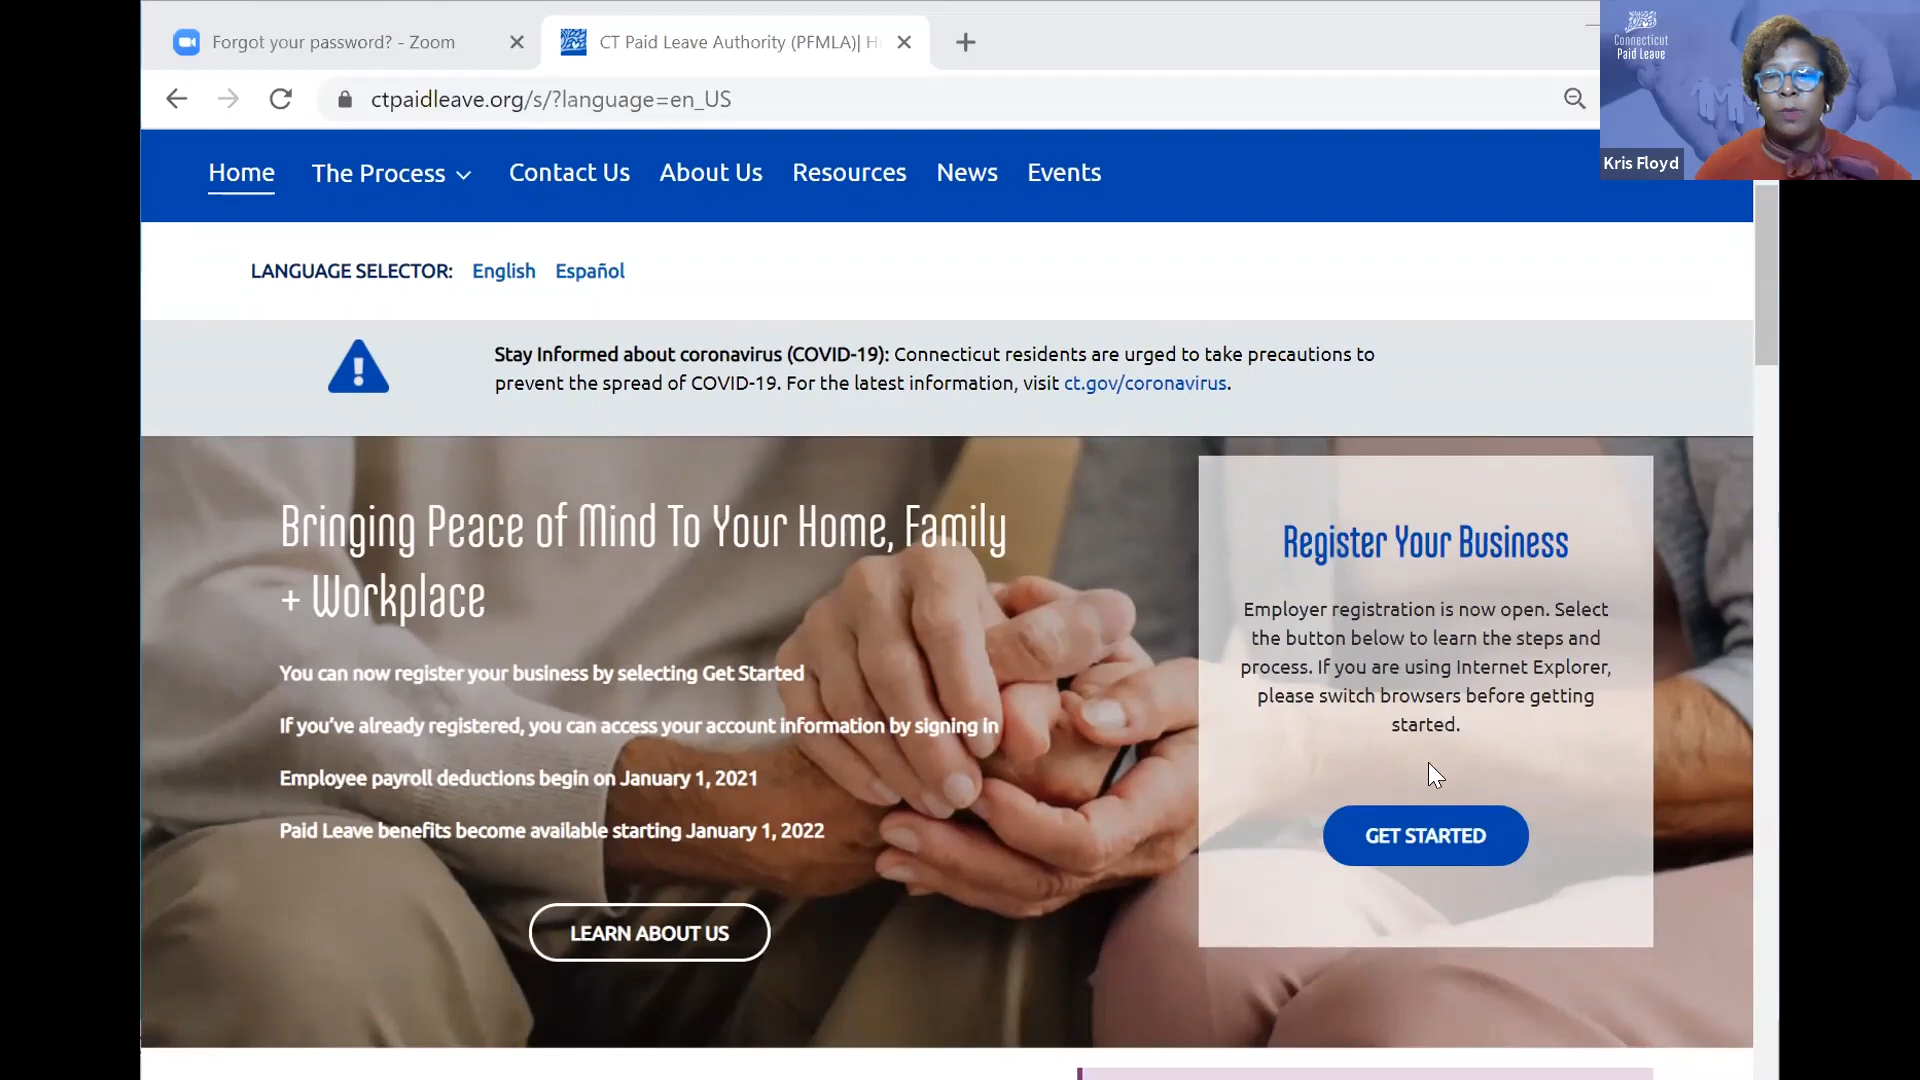 Forgot your password? - Zoom
CT Paid Leave Authority (PFMLA)| H
ctpaidleave.org/s/?language=en_US
Connecticut
Paid Leave
Kris Floyd
Home The Process Contact Us About Us Resources News Events
LANGUAGE SELECTOR: English Español
Stay Informed about coronavirus (COVID-19): Connecticut residents are urged to take precautions to
prevent the spread of COVID-19. For the latest information, visit ct.gov/coronavirus.
Bringing Peace of Mind To Your Home, Family
+ Workplace
You can now register your business by selecting Get Started
If you’ve already registered, you can access your account information by signing in
Employee payroll deductions begin on January 1, 2021
Paid Leave benefits become available starting January 1, 2022
LEARN ABOUT US
Register Your Business
Employer registration is now open. Select
the button below to learn the steps and
process. If you are using Internet Explorer,
please switch browsers before getting
started.
GET STARTED